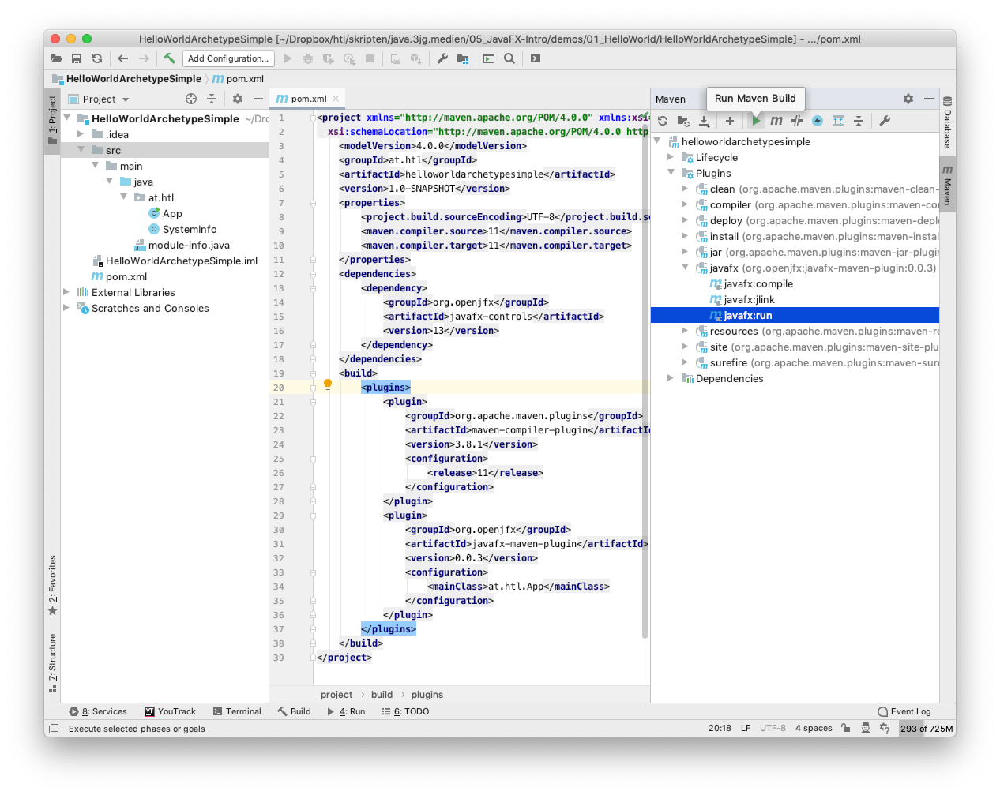 HelloWorldArchetypeSimple [~/Dropbox/htl/skripten/java.3jg.medien/05_JavaFX-Intro/demos/01_HelloWorld/HelloWorldArchetypeSimple] - .../pom.xml
Add Configuration...
HelloWorldArchetypeSimple
pom.xml
1: Project
2: Favorites
Z: Structure
Project
HelloWorldArchetypeSimple ~/Dro
.idea
src
main
java
at.htl
App
SystemInfo
module-info.java
HelloWorldArchetypeSimple.iml
pom.xml
External Libraries
Scratches and Consoles
pom.xml
1 <project xmlns="http://maven.apache.org/POM/4.0.0" xmlns:xsi=
2 xsi:schemaLocation="http://maven.apache.org/POM/4.0.0 http
3 <modelVersion>4.0.0</modelVersion>
4 <groupId>at.htl</groupId>
5 <artifactId>helloworldarchetypesimple</artifactId>
6 <version>1.0-SNAPSHOT</version>
7 <properties>
8 <project.build.sourceEncoding>UTF-8</project.build.so
9 <maven.compiler.source>11</maven.compiler.source>
10 <maven.compiler.target>11</maven.compiler.target>
11 </properties>
12 <dependencies>
13 <dependency>
14 <groupId>org.openjfx</groupId>
15 <artifactId>javafx-controls</artifactId>
16 <version>13</version>
17 </dependency>
18 </dependencies>
19 <build>
20 <plugins>
21 <plugin>
22 <groupId>org.apache.maven.plugins</groupId>
23 <artifactId>maven-compiler-plugin</artifactId
24 <version>3.8.1</version>
25 <configuration>
26 <release>11</release>
27 </configuration>
28 </plugin>
29 <plugin>
30 <groupId>org.openjfx</groupId>
31 <artifactId>javafx-maven-plugin</artifactId>
32 <version>0.0.3</version>
33 <configuration>
34 <mainClass>at.htl.App</mainClass>
35 </configuration>
36 </plugin>
37 </plugins>
38 </build>
39 </project>
project › build › plugins
Maven
Run Maven Build
helloworldarchetypesimple
Lifecycle
Plugins
clean (org.apache.maven.plugins:maven-clean-
compiler (org.apache.maven.plugins:maven-cor
deploy (org.apache.maven.plugins:maven-depl
install (org.apache.maven.plugins:maven-instal
jar (org.apache.maven.plugins:maven-jar-plugin
javafx (org.openjfx:javafx-maven-plugin:0.0.3)
javafx:compile
javafx:jlink
javafx:run
resources (org.apache.maven.plugins:maven-re
site (org.apache.maven.plugins:maven-site-plu
surefire (org.apache.maven.plugins:maven-sure
Dependencies
Database
Maven
8: Services
YouTrack
Terminal
Build
4: Run
6: TODO
Event Log
Execute selected phases or goals
20:18 LF UTF-8 4 spaces 293 of 725M